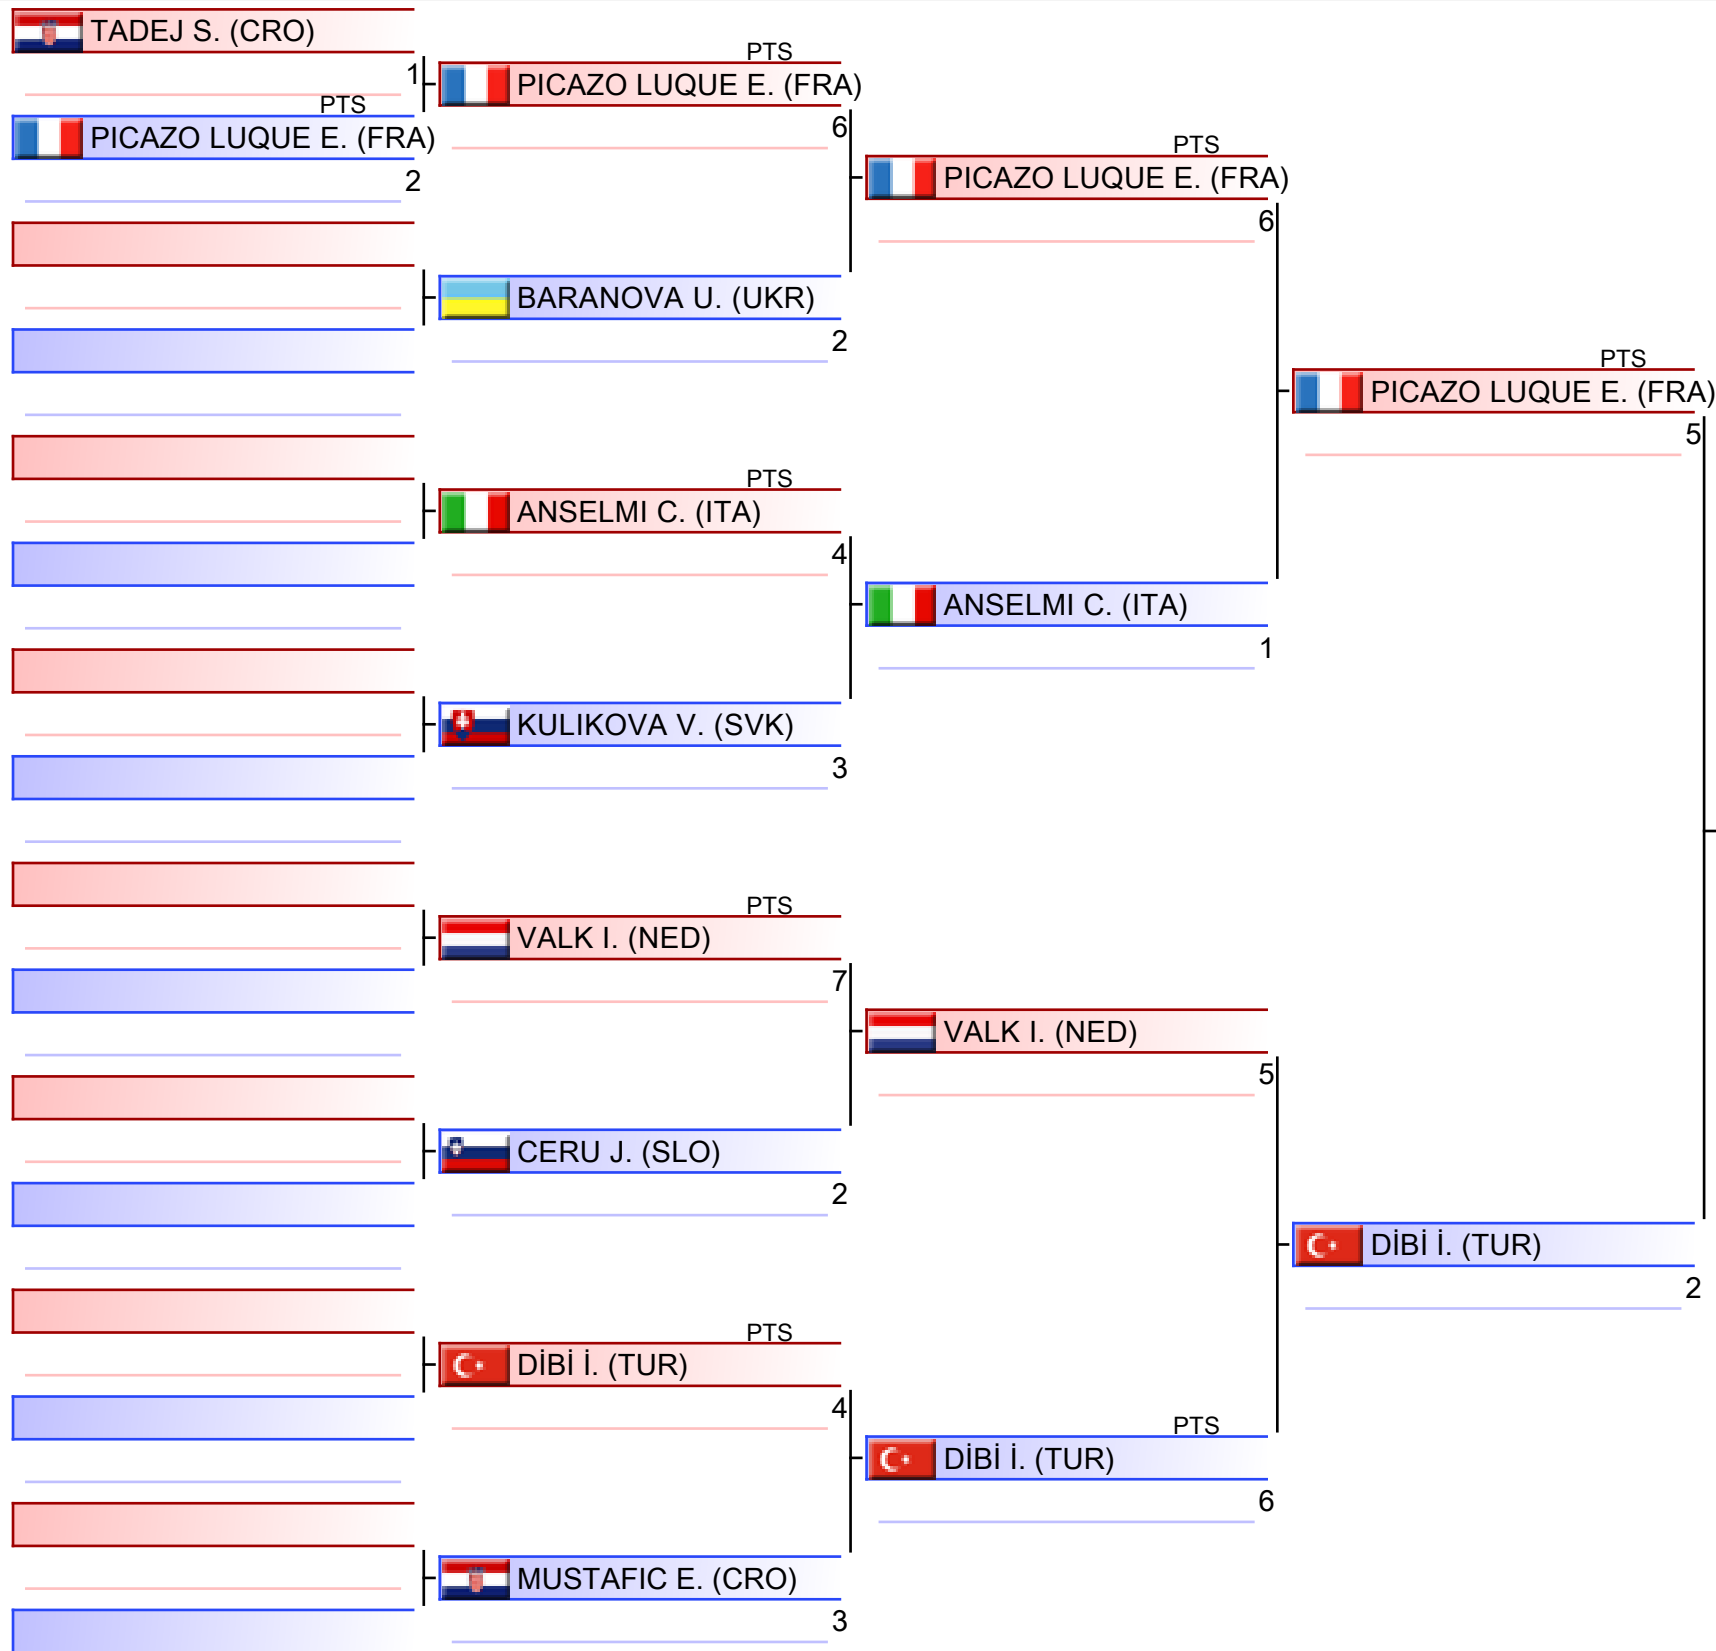 TADEJ S. (CRO)
1
PTS
PICAZO LUQUE E. (FRA)
2
PTS
PICAZO LUQUE E. (FRA)
6
BARANOVA U. (UKR)
2
PTS
ANSELMI C. (ITA)
4
KULIKOVA V. (SVK)
3
PTS
VALK I. (NED)
7
CERU J. (SLO)
2
PTS
DİBİ İ. (TUR)
4
MUSTAFIC E. (CRO)
3
PTS
PICAZO LUQUE E. (FRA)
6
ANSELMI C. (ITA)
1
VALK I. (NED)
5
PTS
DİBİ İ. (TUR)
6
PTS
PICAZO LUQUE E. (FRA)
5
DİBİ İ. (TUR)
2